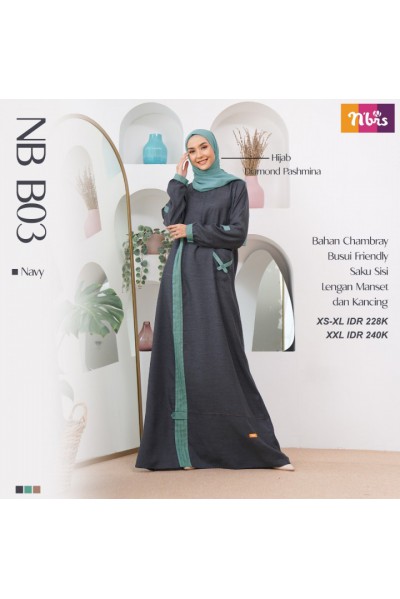 N'bis
NB B03
Navy
Hijab
Diamond Pashmina
Bahan Chambray
Busui Friendly
Saku Sisi
Lengan Manset
dan Kancing
XS-XL IDR 228K
XXL IDR 240K